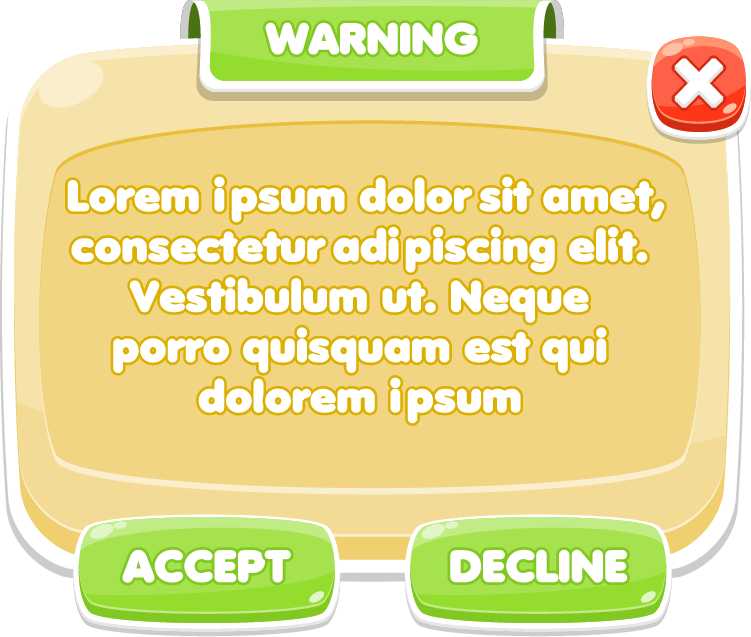 WARNING
Lorem ipsum dolor sit amet,
consectetur adipiscing elit.
Vestibulum ut. Neque
porro quisquam est qui
dolorem ipsum
ACCEPT
DECLINE